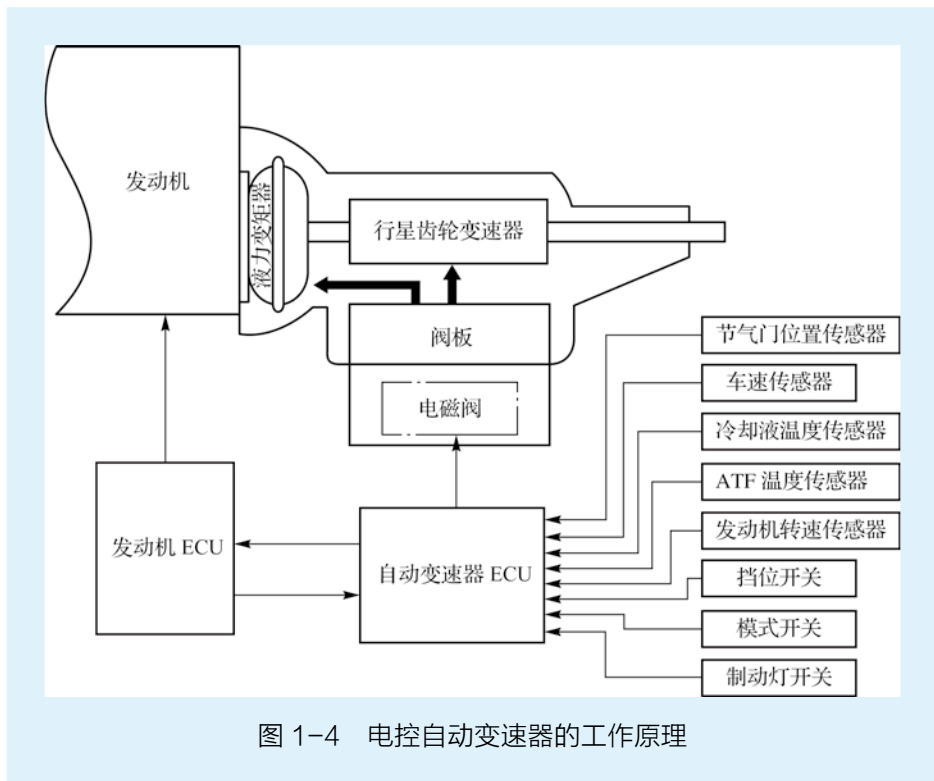 发动机
液力变矩器
行星齿轮变速器
阀板
电磁阀
节气门位置传感器
车速传感器
冷却液温度传感器
ATF 温度传感器
发动机转速传感器
挡位开关
模式开关
制动灯开关
发动机 ECU
自动变速器 ECU
图 1-4 电控自动变速器的工作原理